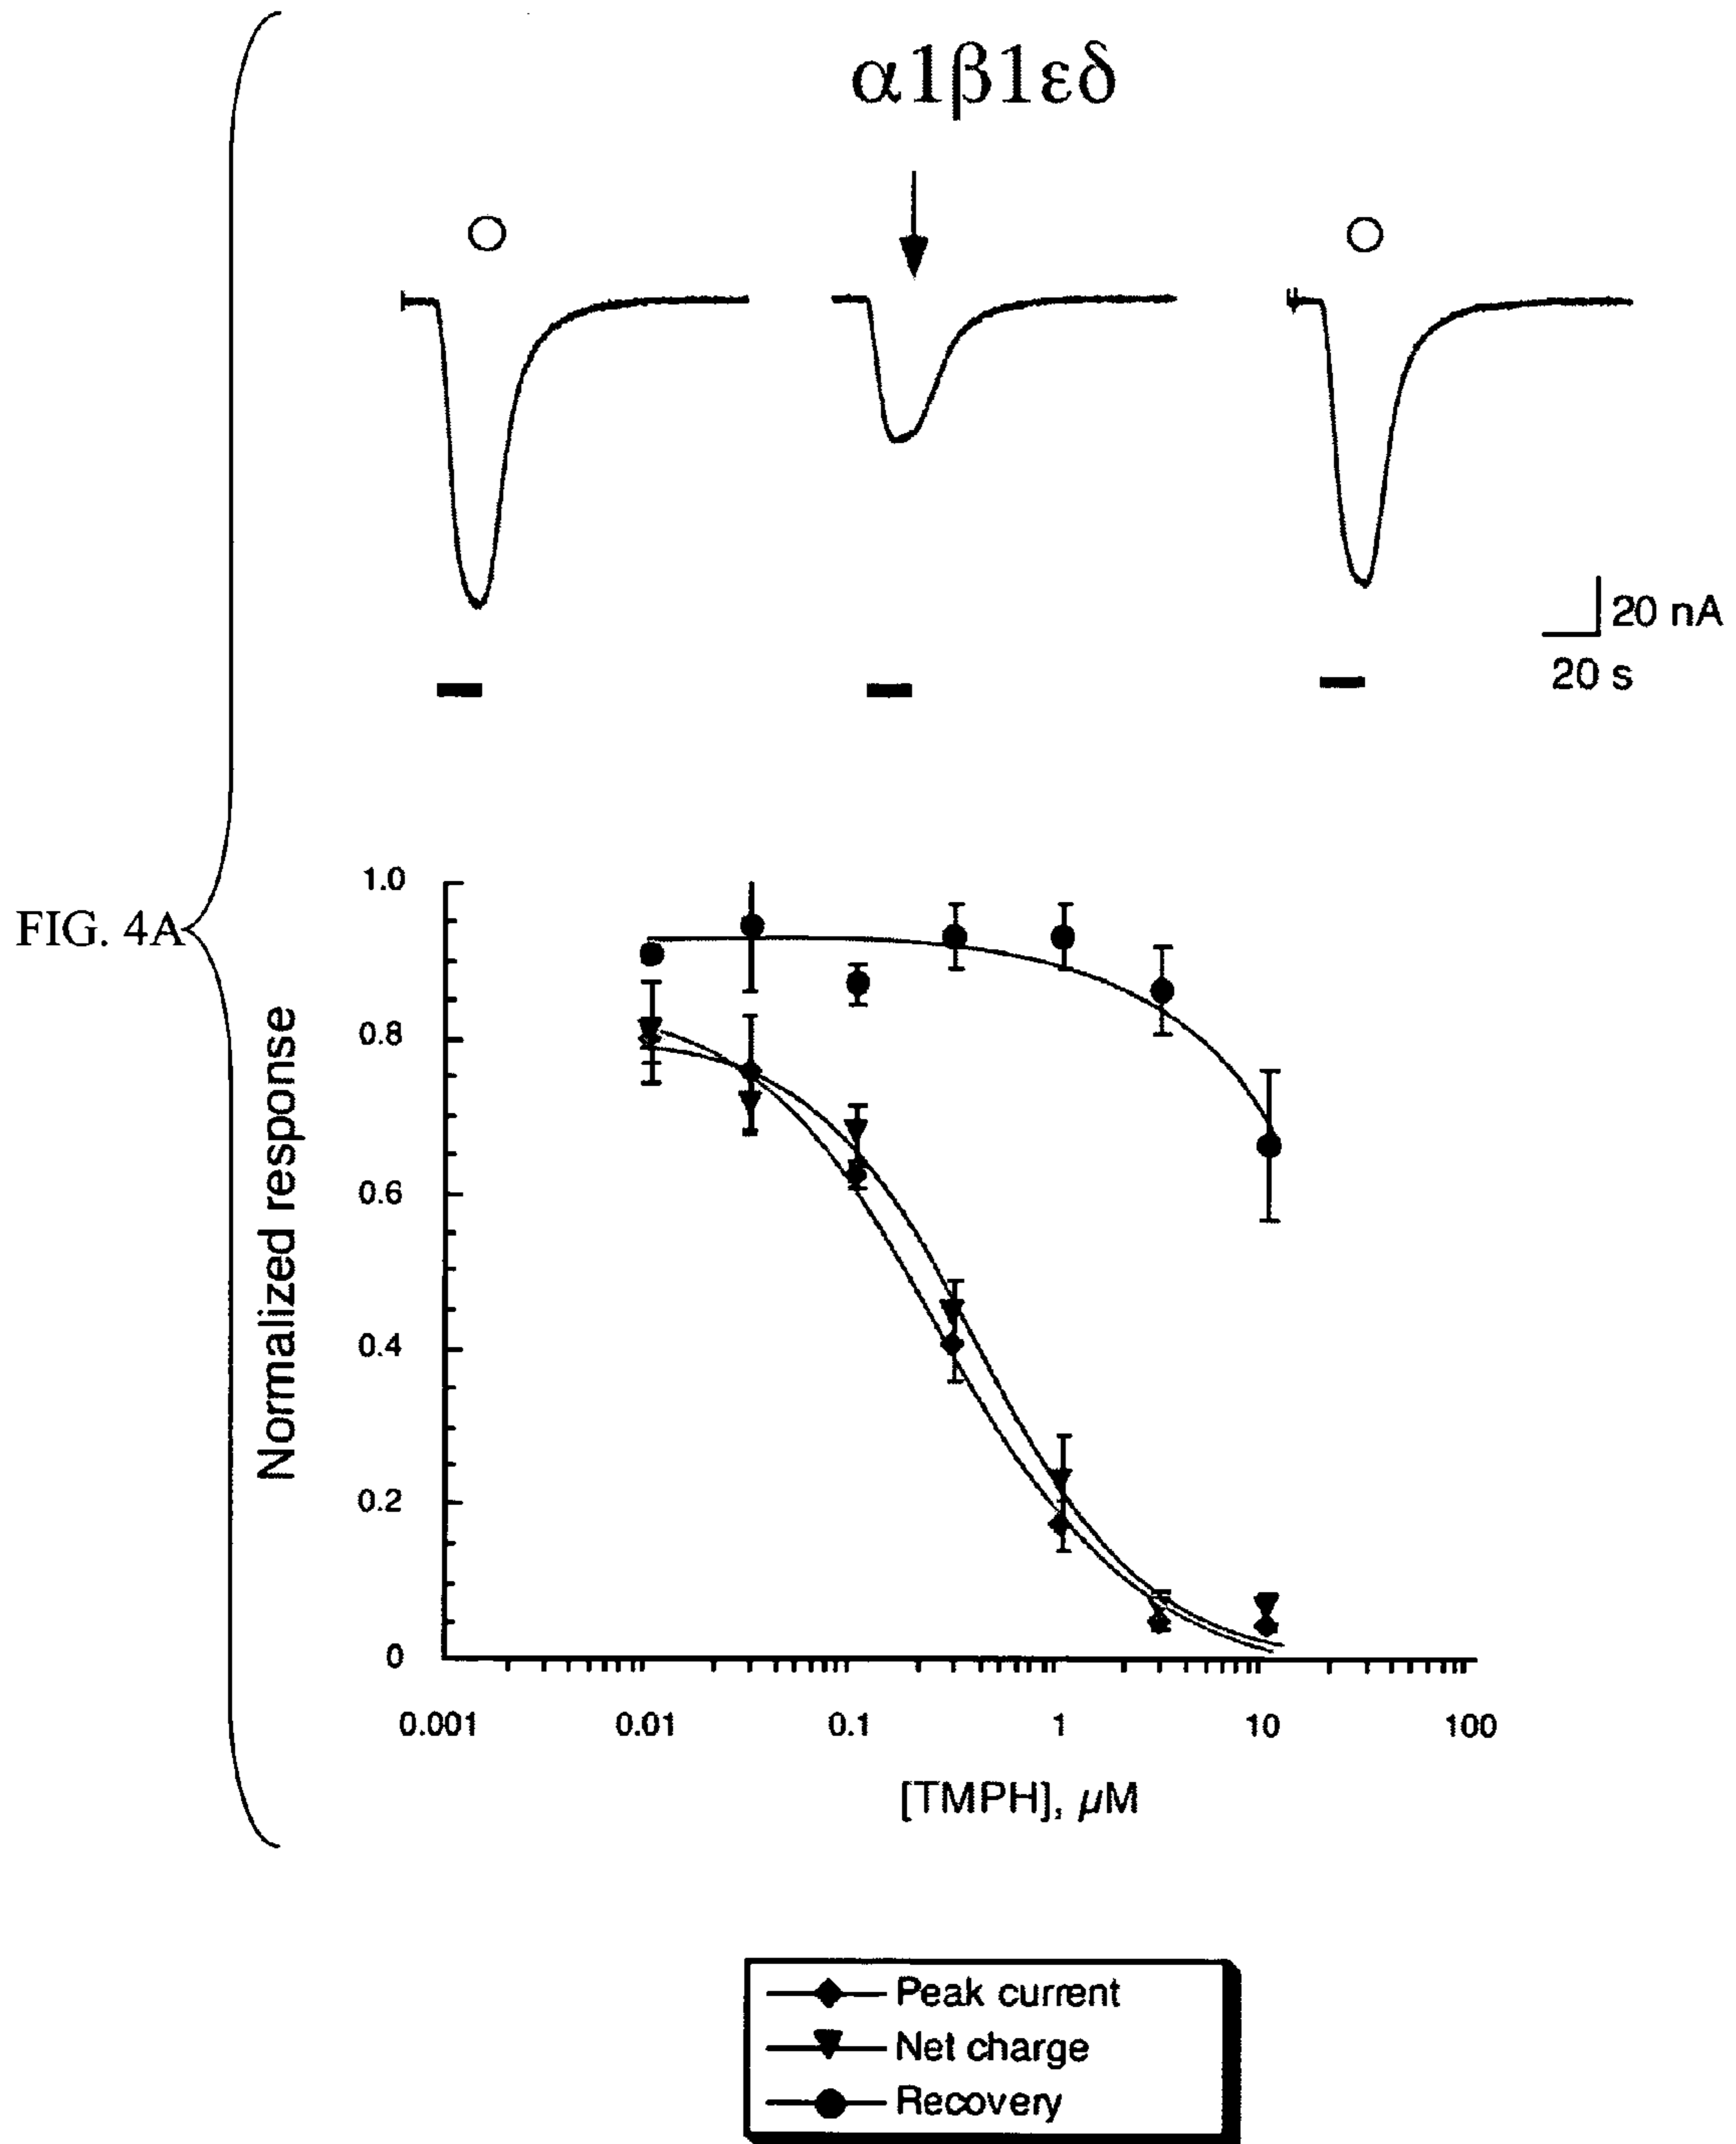 α1β1εδ
20 nA
20 s
FIG. 4A
Normalized response
1.0
0.8
0.6
0.4
0.2
0
0.001 0.01 0.1 1 10 100
[TMPH], μM
Peak current
Net charge
Recovery